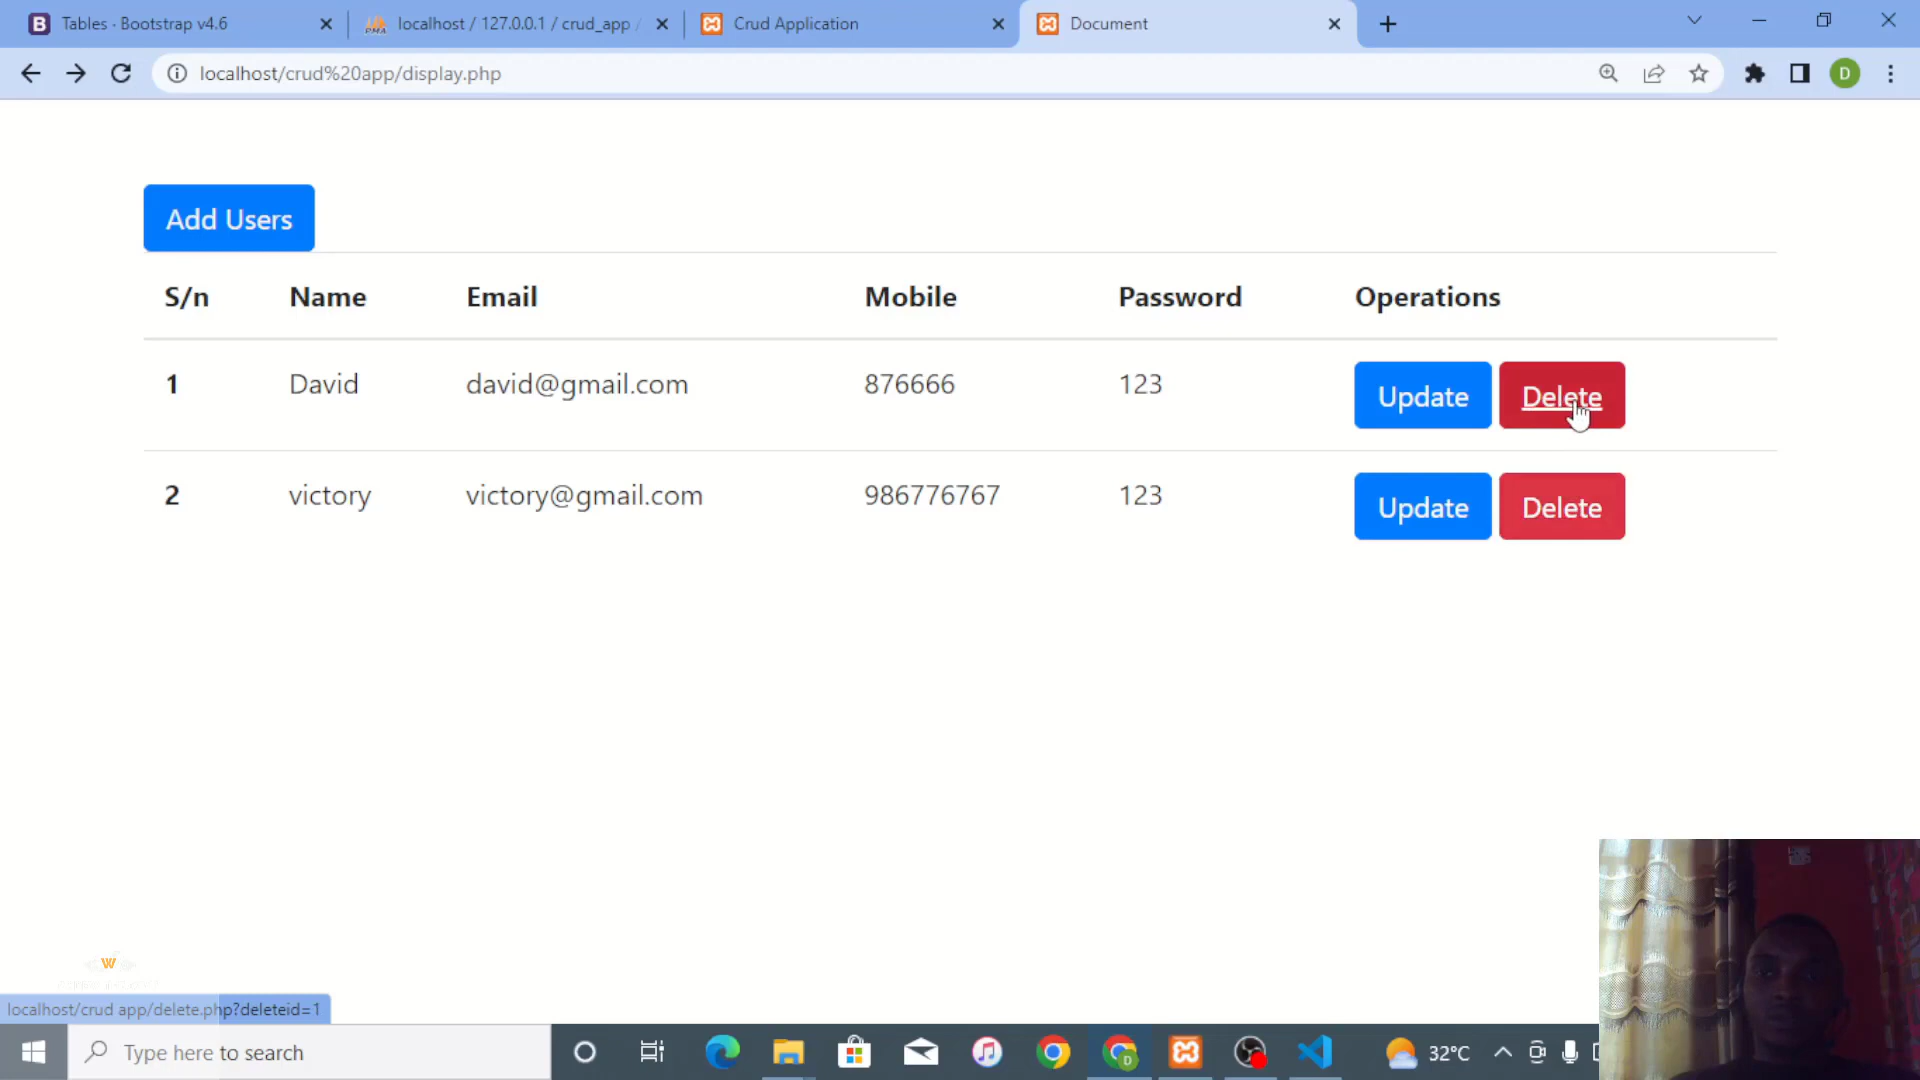 Tables - Bootstrap v4.6
localhost / 127.0.0.1 / crud_app /
Crud Application
Document
localhost/crud%20app/display.php
D
Add Users
S/n Name Email Mobile Password Operations
1 David david@gmail.com 876666 123 Update Delete
2 victory victory@gmail.com 986776767 123 Update Delete
W
localhost/crud app/delete.php?deleteid=1
Type here to search
32°C